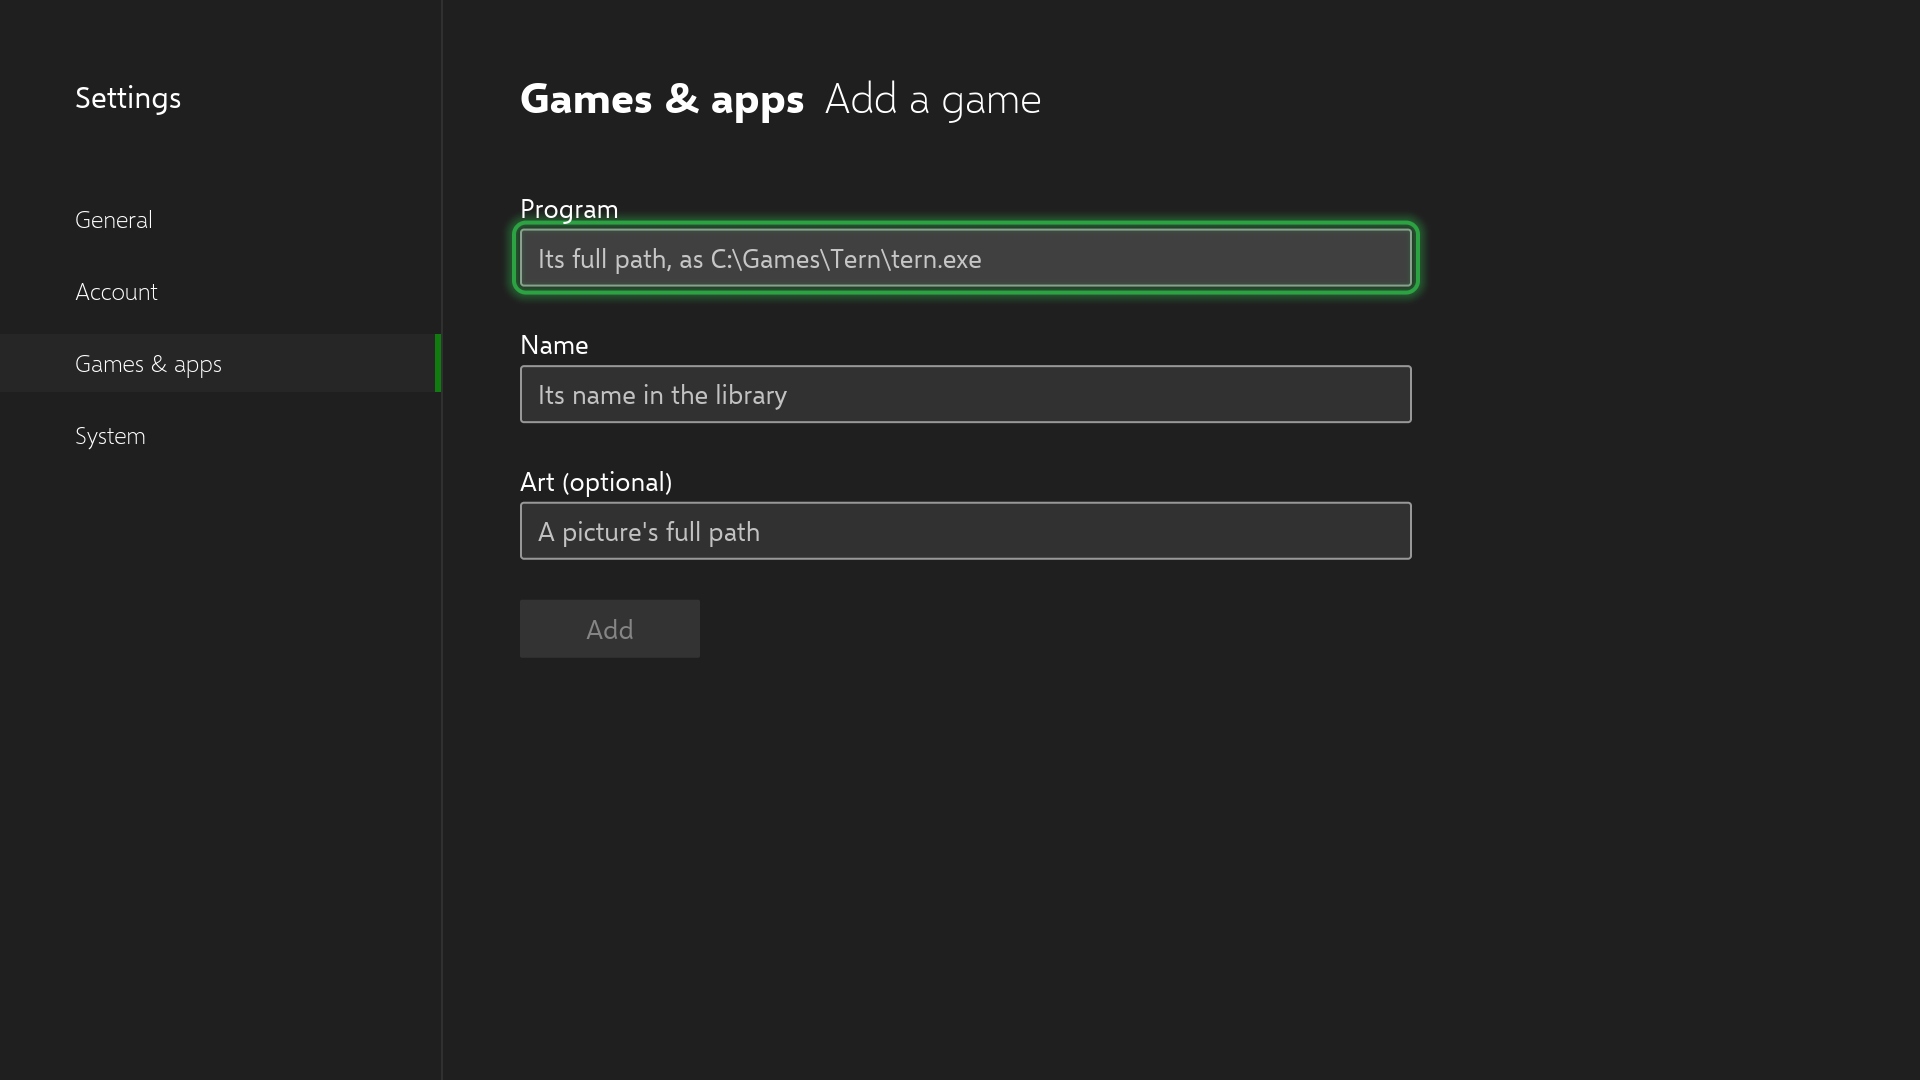 Settings
General
Account
Games & apps
System
Games & apps Add a game
Program
Its full path, as C:\Games\Tern\tern.exe
Name
Its name in the library
Art (optional)
A picture's full path
Add